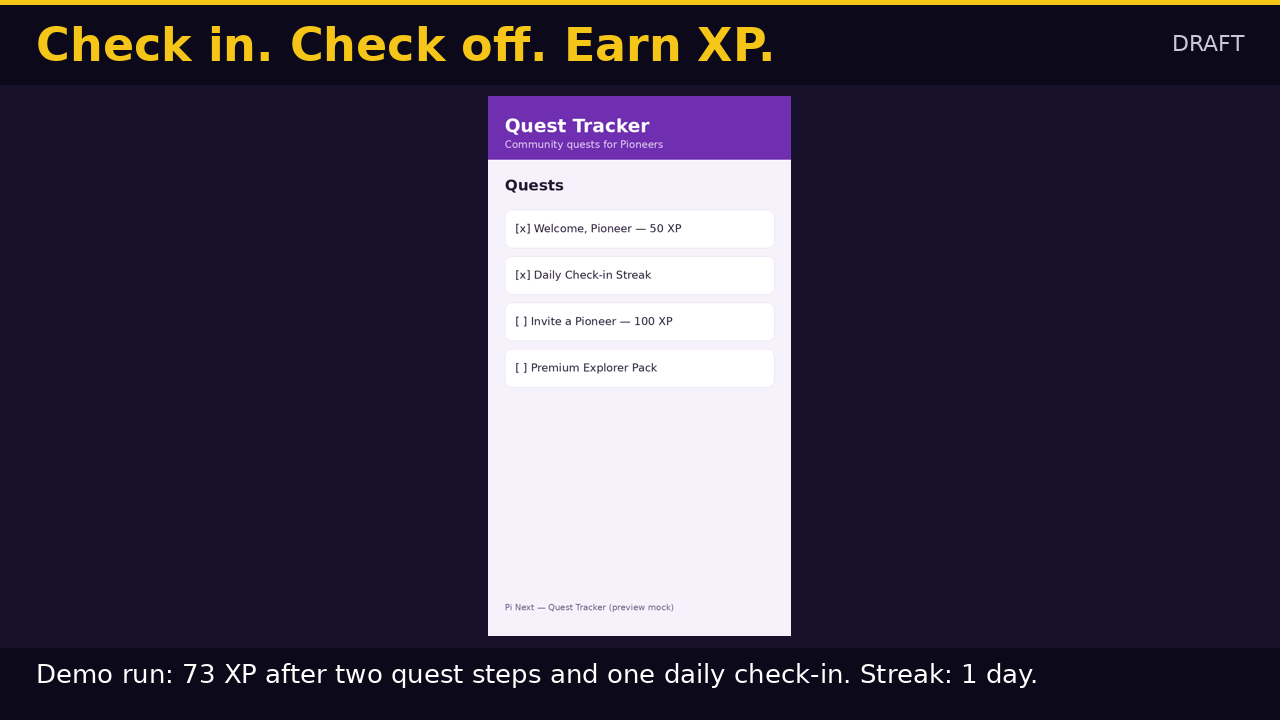 Check in. Check off. Earn XP.
DRAFT
Quest Tracker
Community quests for Pioneers
Quests
[x] Welcome, Pioneer — 50 XP
[x] Daily Check-in Streak
[ ] Invite a Pioneer — 100 XP
[ ] Premium Explorer Pack
Pi Next — Quest Tracker (preview mock)
Demo run: 73 XP after two quest steps and one daily check-in. Streak: 1 day.